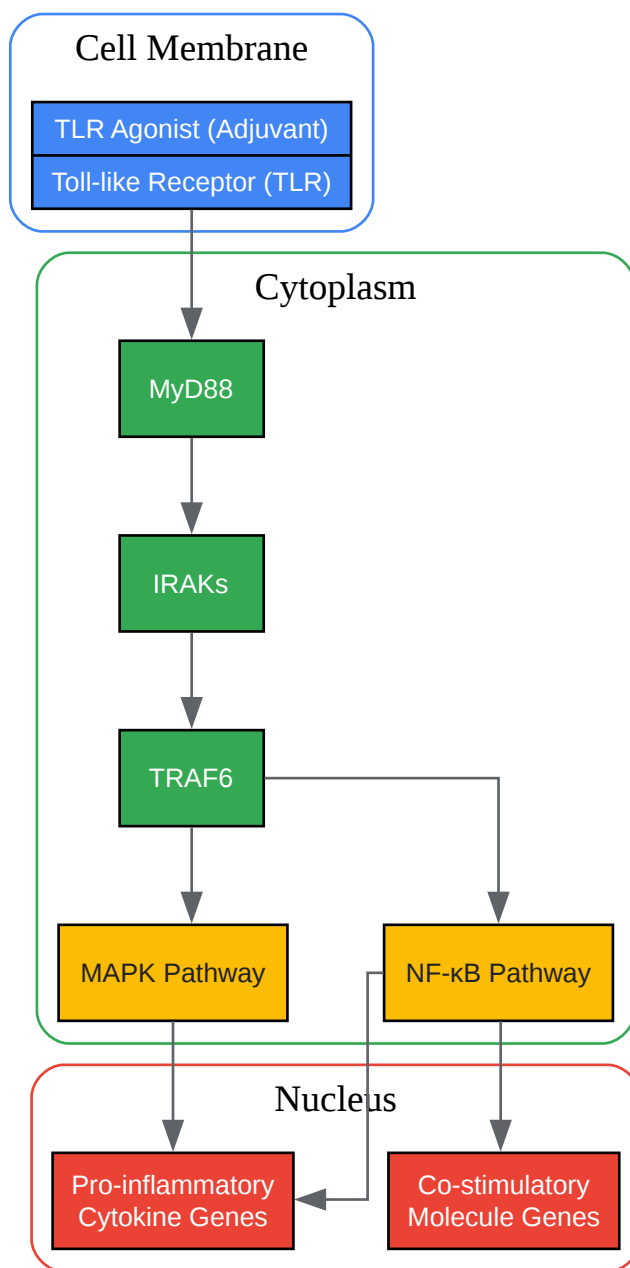 Cell Membrane
TLR Agonist (Adjuvant)
Toll-like Receptor (TLR)
Cytoplasm
MyD88
IRAKs
TRAF6
MAPK Pathway
NF-κB Pathway
Nucleus
Pro-inflammatory
Cytokine Genes
Co-stimulatory
Molecule Genes